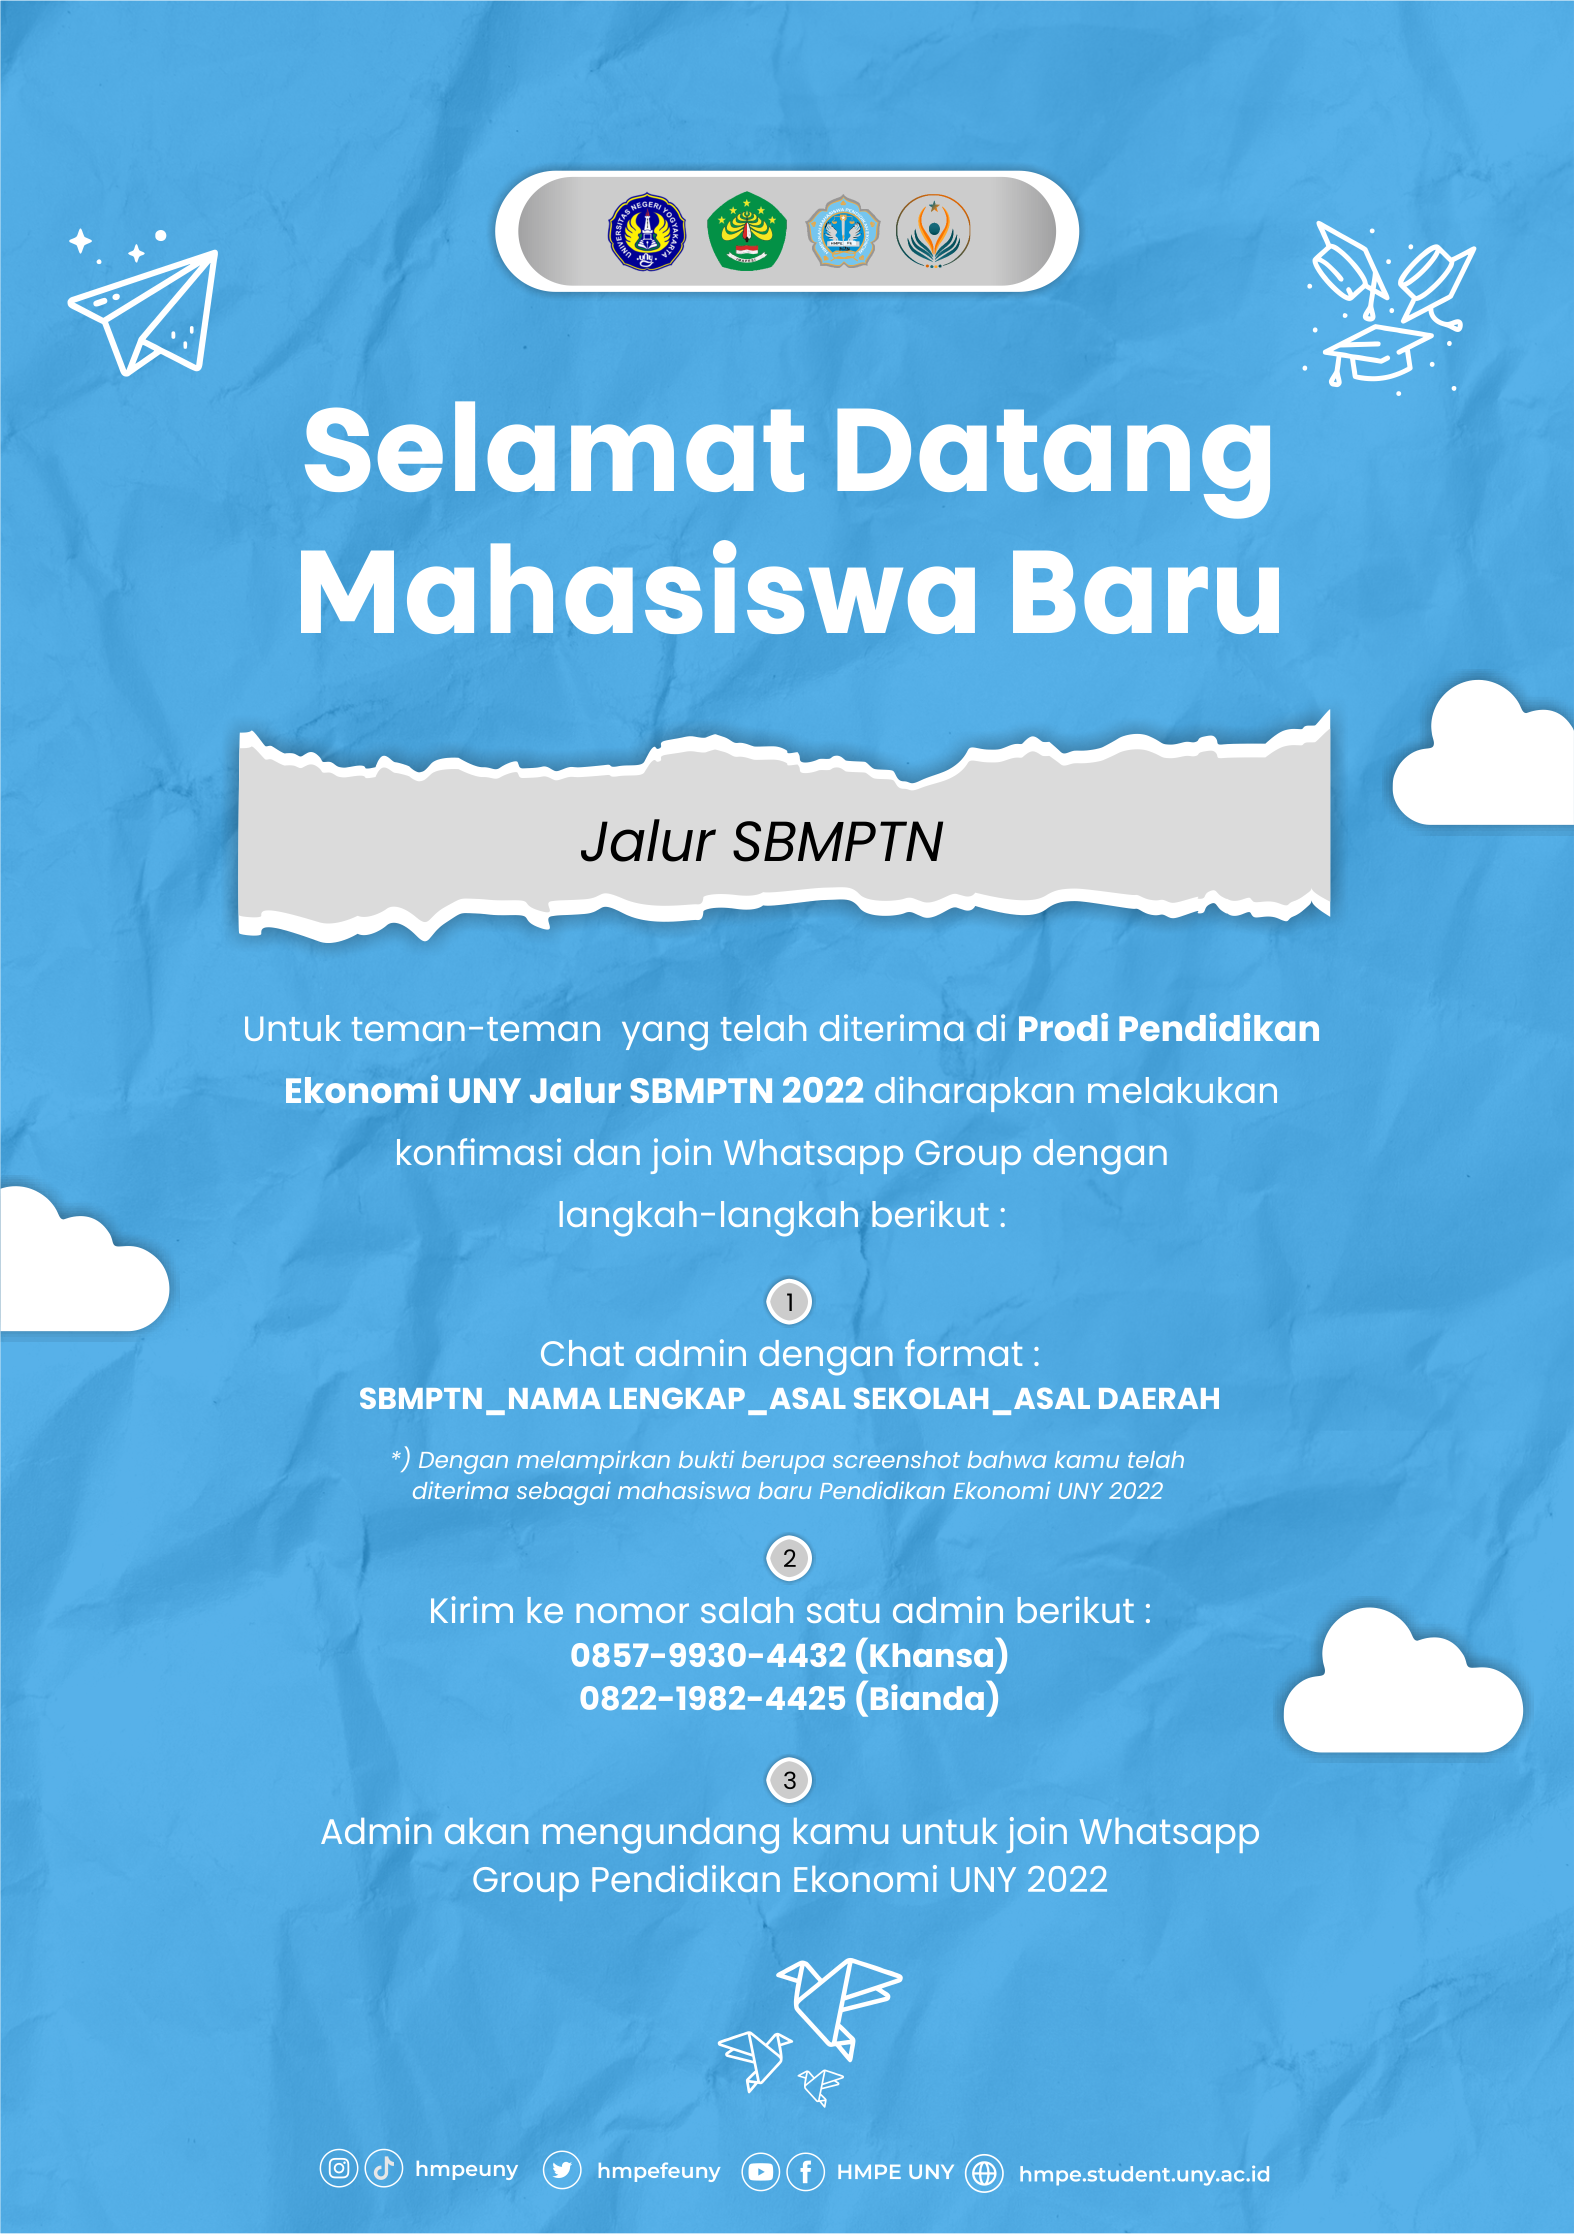 UNIVERSITAS NEGERI YOGYAKARTA
Selamat Datang
Mahasiswa Baru
Jalur SBMPTN
Untuk teman-teman yang telah diterima di Prodi Pendidikan
Ekonomi UNY Jalur SBMPTN 2022 diharapkan melakukan
konfimasi dan join Whatsapp Group dengan
langkah-langkah berikut :
1
Chat admin dengan format :
SBMPTN_NAMA LENGKAP_ASAL SEKOLAH_ASAL DAERAH
*) Dengan melampirkan bukti berupa screenshot bahwa kamu telah
diterima sebagai mahasiswa baru Pendidikan Ekonomi UNY 2022
2
Kirim ke nomor salah satu admin berikut :
0857-9930-4432 (Khansa)
0822-1982-4425 (Bianda)
3
Admin akan mengundang kamu untuk join Whatsapp
Group Pendidikan Ekonomi UNY 2022
hmpeuny hmpefeuny HMPE UNY hmpe.student.uny.ac.id